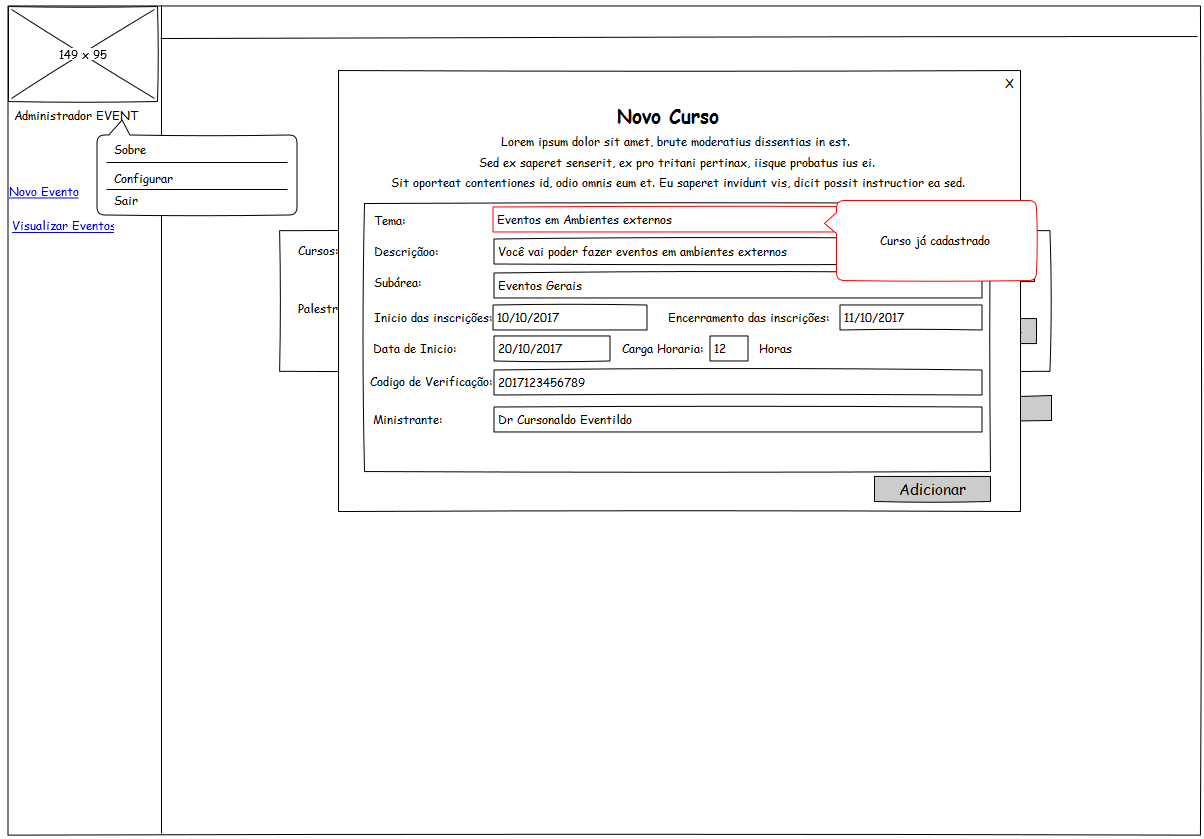 149 x 95
Administrador EVENT
Sobre
Configurar
Sair
Novo Evento
Visualizar Eventos
X
Novo Curso
Lorem ipsum dolor sit amet, brute moderatius dissentias in est.
Sed ex saperet senserit, ex pro tritani pertinax, iisque probatus ius ei.
Sit oporteat contentiones id, odio omnis eum et. Eu saperet invidunt vis, dicit possit instructior ea sed.
Cursos:
Palestr
Tema: Eventos em Ambientes externos
Curso já cadastrado
Descriçãoo: Você vai poder fazer eventos em ambientes externos
Subárea: Eventos Gerais
Inicio das inscrições: 10/10/2017 Encerramento das inscrições: 11/10/2017
Data de Inicio: 20/10/2017 Carga Horaria: 12 Horas
Codigo de Verificação: 2017123456789
Ministrante: Dr Cursonaldo Eventildo
Adicionar